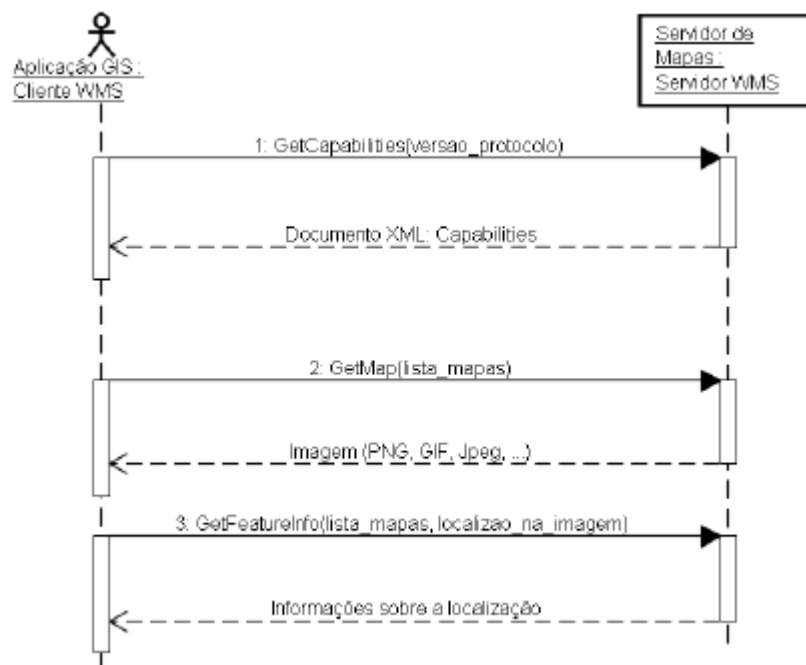 Aplicação GIS :
Cliente WMS
Servidor de
Mapas :
Servidor WMS
1: GetCapabilities(versao_protocolo)
Documento XML: Capabilities
2: GetMap(lista_mapas)
Imagem (PNG, GIF, Jpeg, ...)
3: GetFeatureInfo(lista_mapas, localizao_na_imagem)
Informações sobre a localização